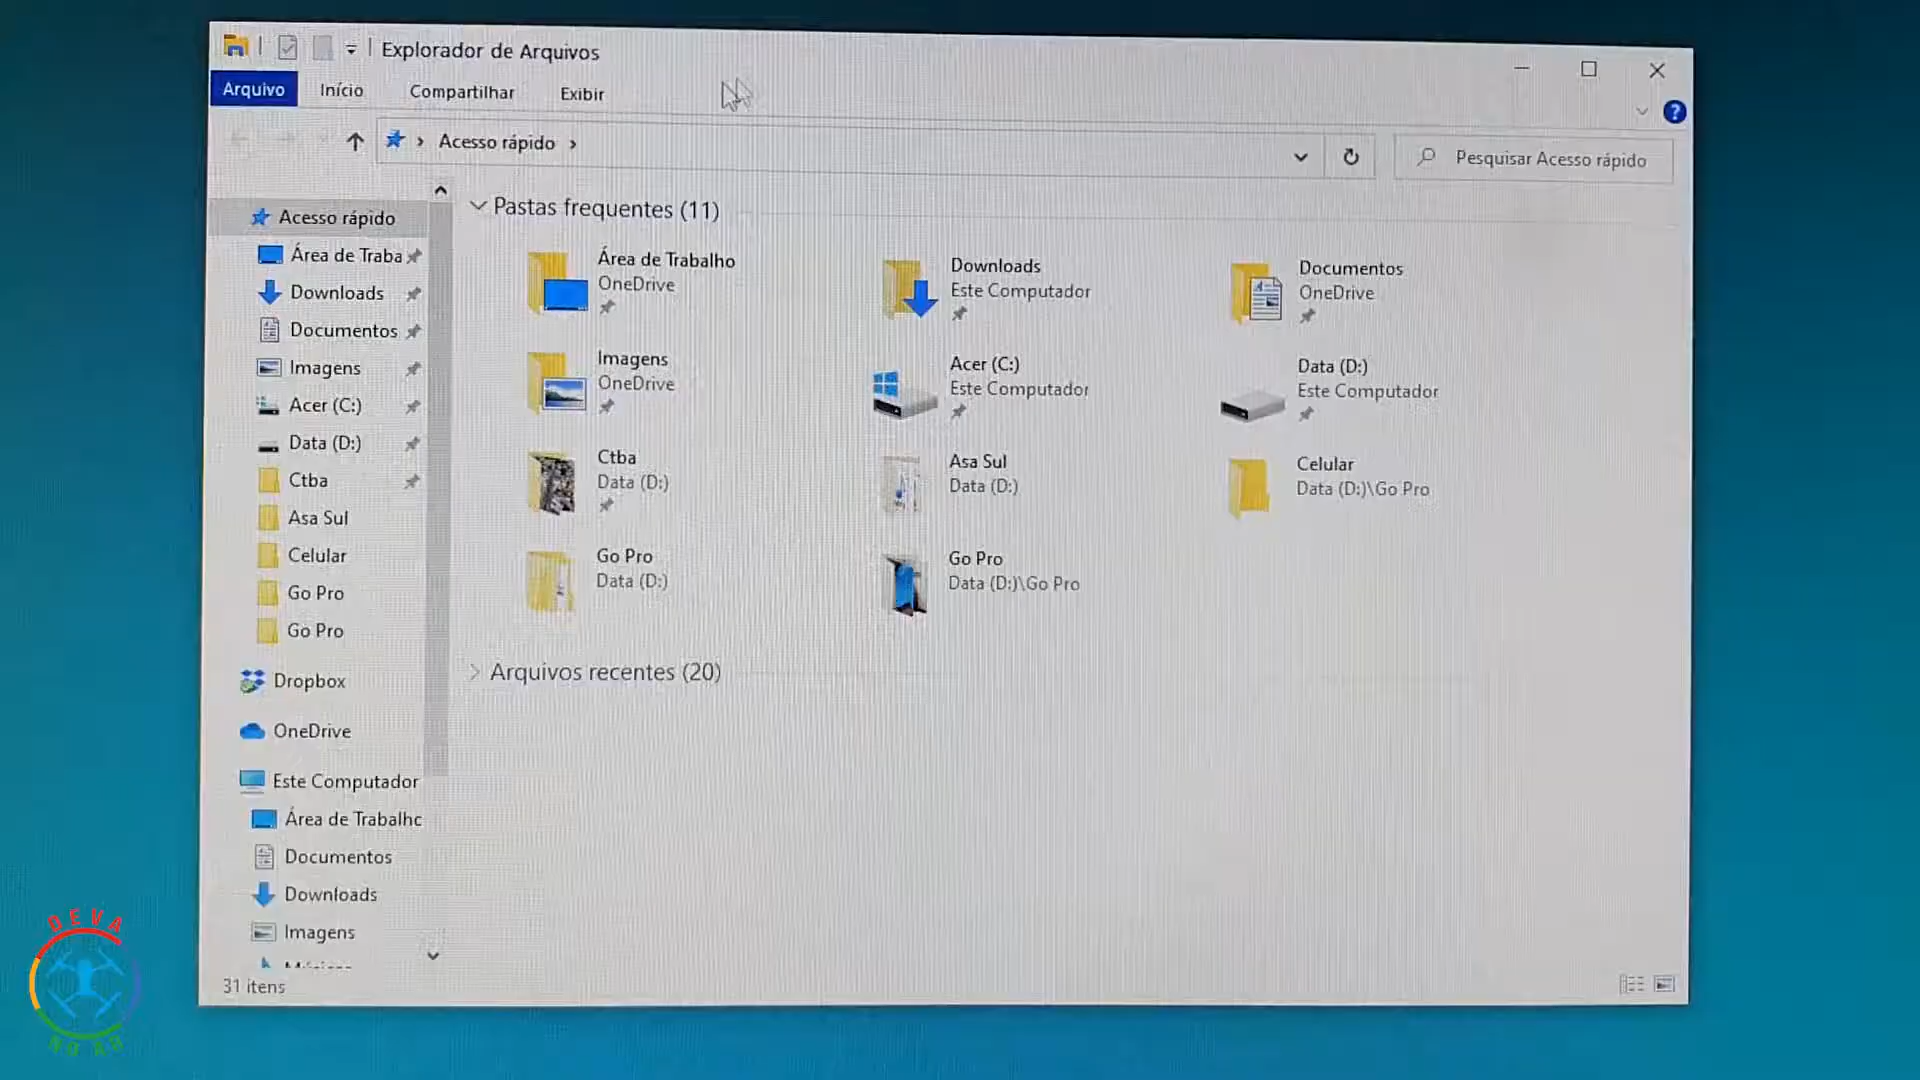 Explorador de Arquivos
Arquivo Início Compartilhar Exibir
Acesso rápido
Pesquisar Acesso rápido
Acesso rápido
Área de Traba
Downloads
Documentos
Imagens
Acer (C:)
Data (D:)
Ctba
Asa Sul
Celular
Go Pro
Go Pro
Dropbox
OneDrive
Este Computador
Área de Trabalhc
Documentos
Downloads
Imagens
Pastas frequentes (11)
Área de Trabalho
OneDrive
Downloads
Este Computador
Documentos
OneDrive
Imagens
OneDrive
Acer (C:)
Este Computador
Data (D:)
Este Computador
Ctba
Data (D:)
Asa Sul
Data (D:)
Celular
Data (D:)\Go Pro
Go Pro
Data (D:)
Go Pro
Data (D:)\Go Pro
Arquivos recentes (20)
31 itens
DEVA